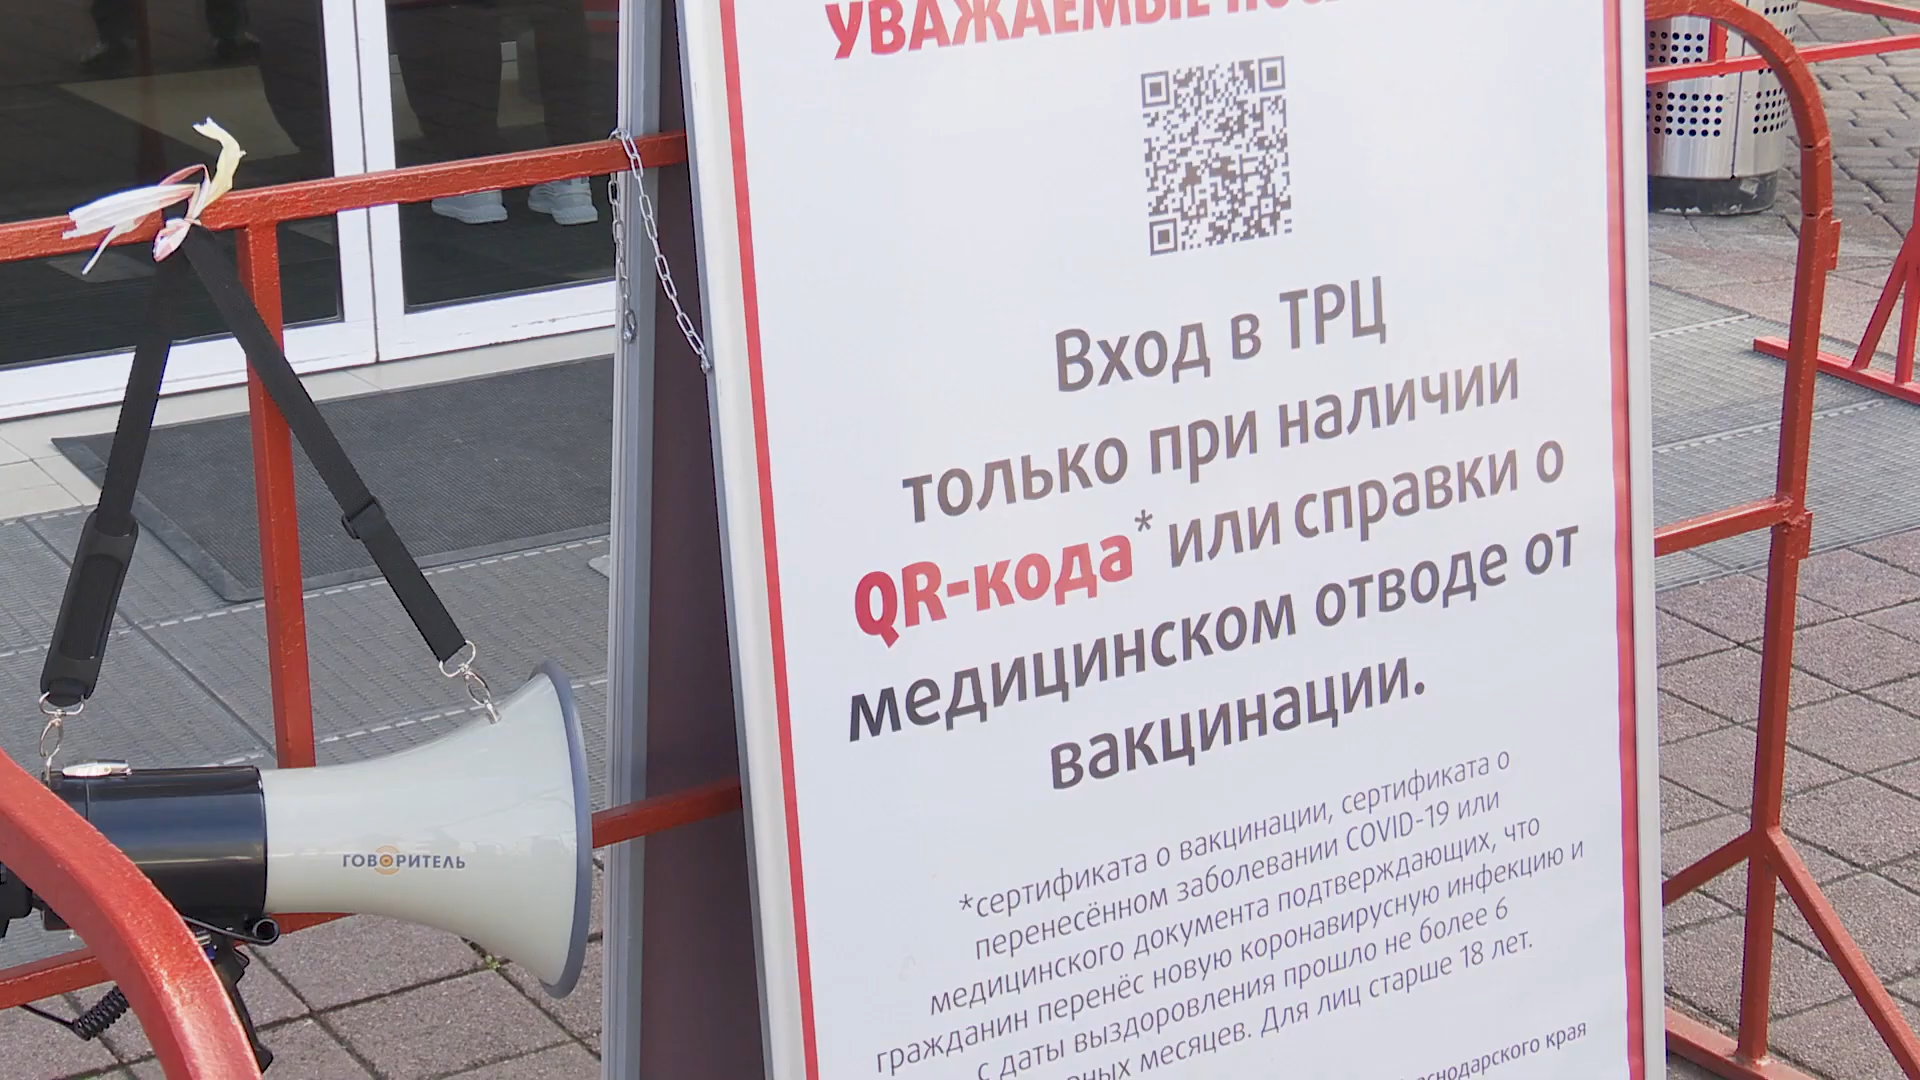 УВАЖАЕМЫЕ
Вход в ТРЦ
только при наличии
QR-кода* или справки о
медицинском отводе от
вакцинации.
*сертификата о вакцинации, сертификата о
перенесённом заболевании COVID-19 или
медицинского документа подтверждающих, что
гражданин перенёс новую коронавирусную инфекцию и
с даты выздоровления прошло не более 6
месяцев. Для лиц старше 18 лет.
края
ГОВОРИТЕЛЬ